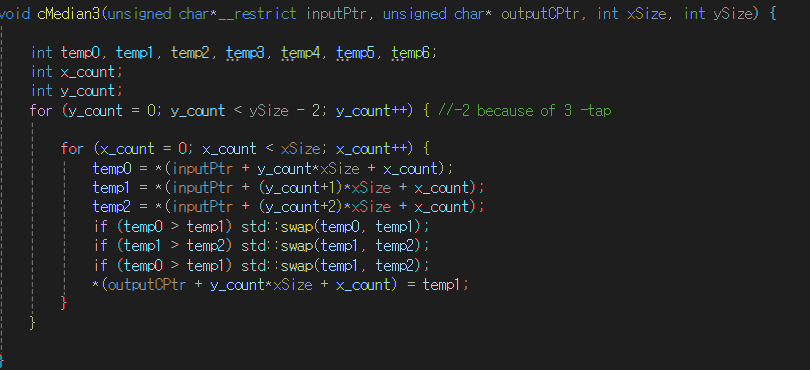 void cMedian3(unsigned char*__restrict inputPtr, unsigned char* outputCPtr, int xSize, int ySize) {
int temp0, temp1, temp2, temp3, temp4, temp5, temp6;
int x_count;
int y_count;
for (y_count = 0; y_count < ySize - 2; y_count++) { //-2 because of 3 -tap
for (x_count = 0; x_count < xSize; x_count++) {
temp0 = *(inputPtr + y_count*xSize + x_count);
temp1 = *(inputPtr + (y_count+1)*xSize + x_count);
temp2 = *(inputPtr + (y_count+2)*xSize + x_count);
if (temp0 > temp1) std::swap(temp0, temp1);
if (temp1 > temp2) std::swap(temp1, temp2);
if (temp0 > temp1) std::swap(temp1, temp2);
*(outputCPtr + y_count*xSize + x_count) = temp1;
}
}
}